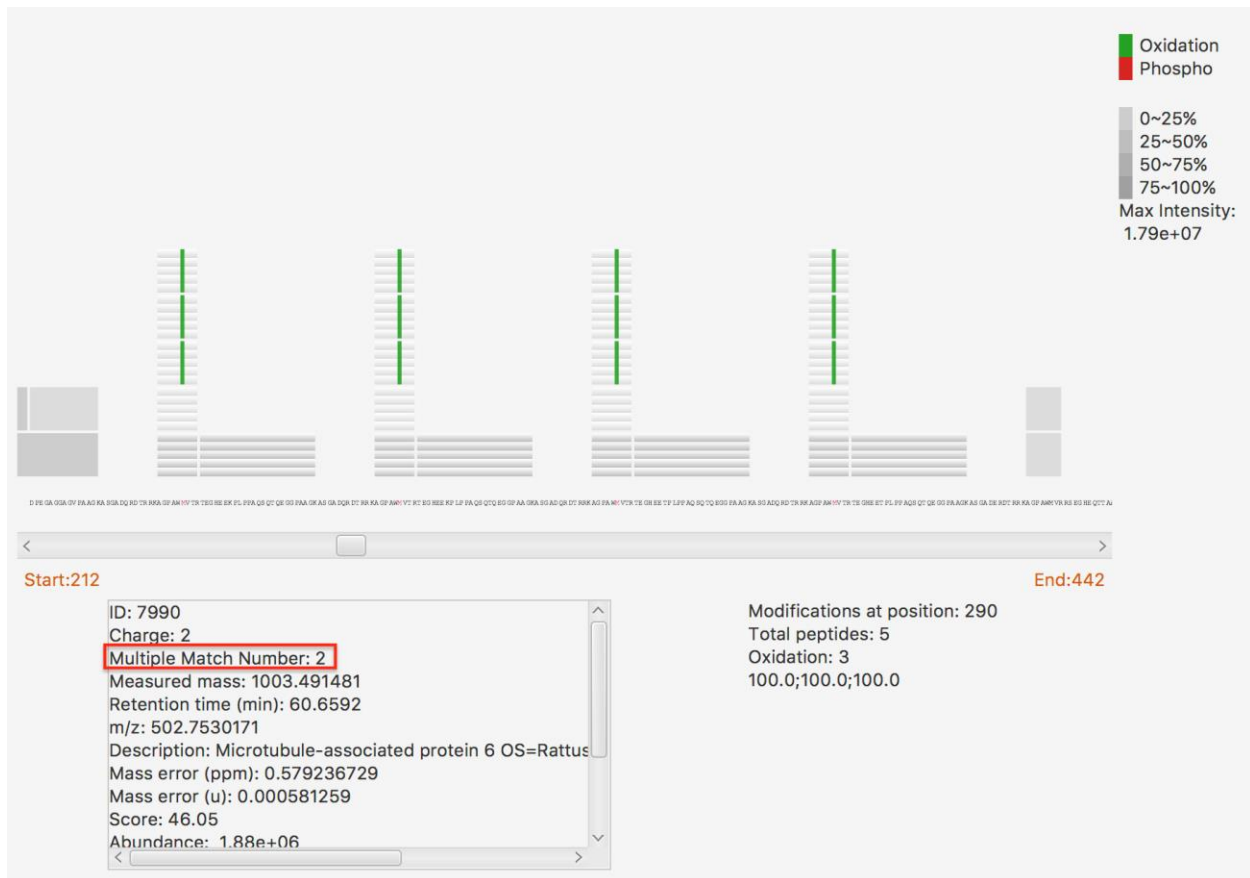 Oxidation
Phospho
0~25%
25~50%
50~75%
75~100%
Max Intensity:
1.79e+07
Start:212
End:442
ID: 7990
Charge: 2
Multiple Match Number: 2
Measured mass: 1003.491481
Retention time (min): 60.6592
m/z: 502.7530171
Description: Microtubule-associated protein 6 OS=Rattus
Mass error (ppm): 0.579236729
Mass error (u): 0.000581259
Score: 46.05
Abundance: 1.88e+06
Modifications at position: 290
Total peptides: 5
Oxidation: 3
100.0;100.0;100.0